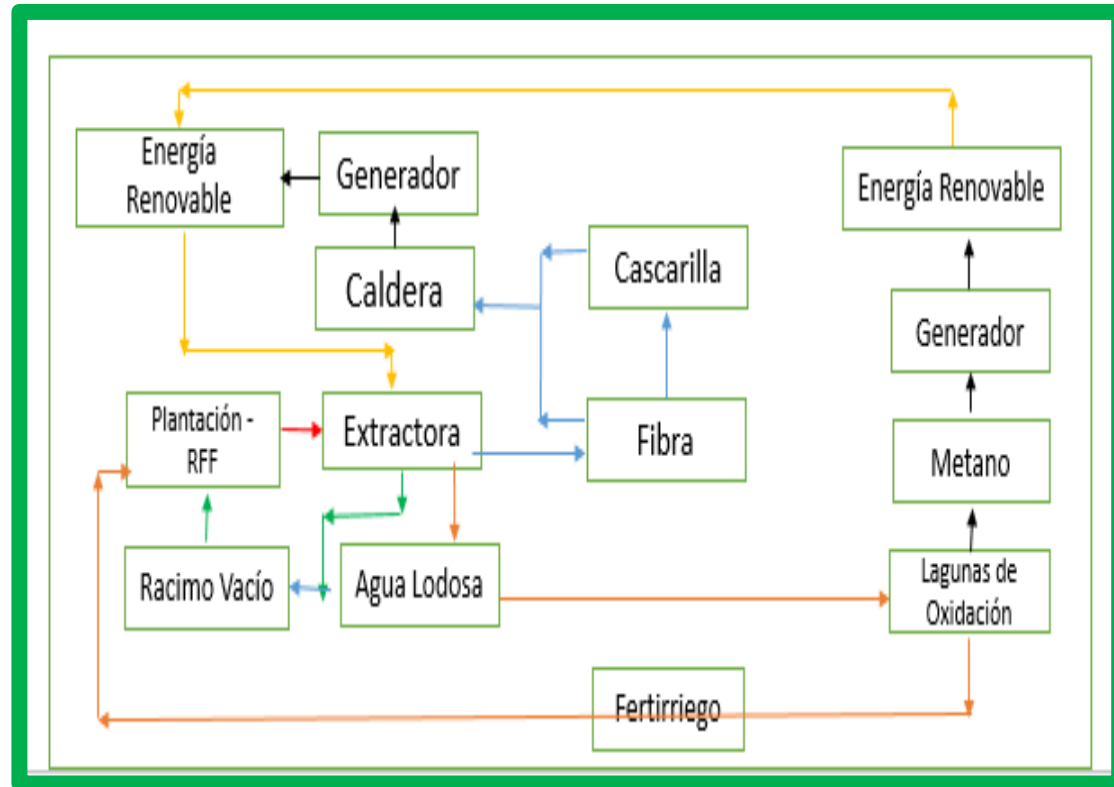 Energía
Renovable
Generador
Energía Renovable
Caldera
Cascarilla
Generador
Plantación -
RFF
Extractora
Fibra
Metano
Racimo Vacío
Agua Lodosa
Lagunas de
Oxidación
Fertirriego